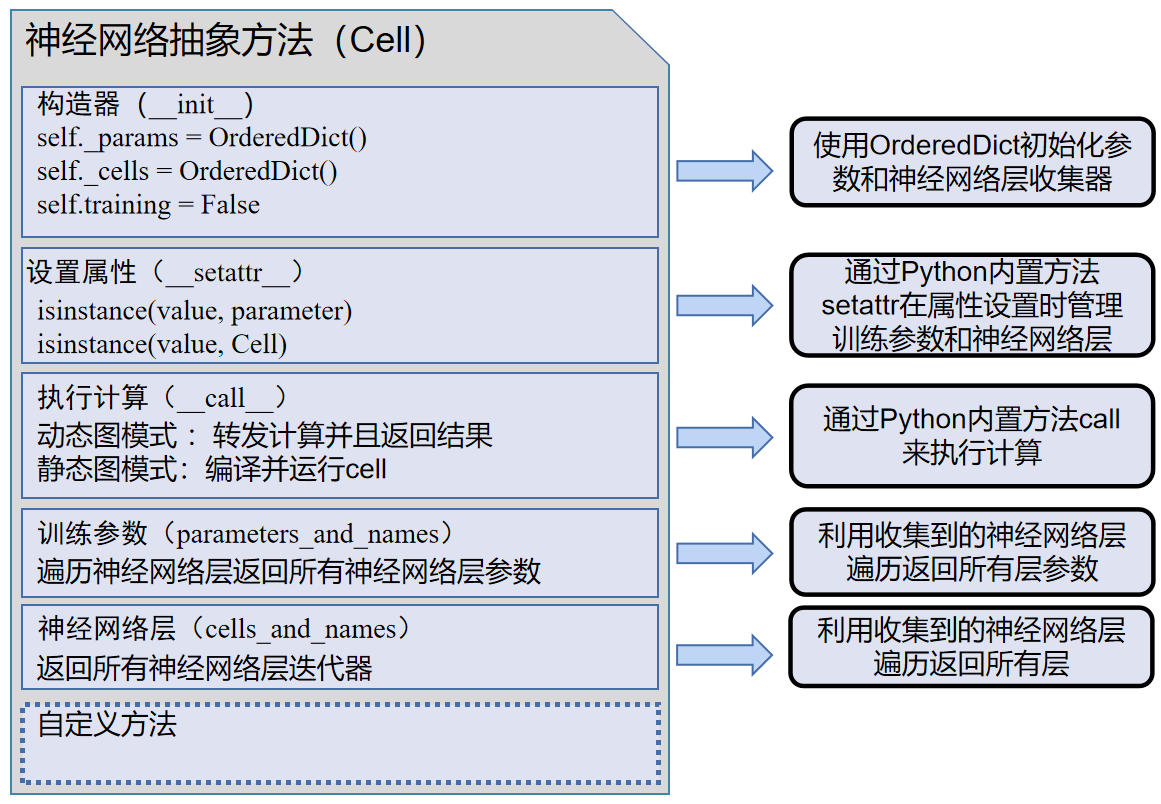 神经网络抽象方法（Cell）
构造器（__init__)
self._params = OrderedDict()
self._cells = OrderedDict()
self.training = False
使用OrderedDict初始化参
数和神经网络层收集器
设置属性（__setattr__）
isinstance(value, parameter)
isinstance(value, Cell)
通过Python内置方法
setattr在属性设置时管理
训练参数和神经网络层
执行计算（__call__）
动态图模式： 转发计算并且返回结果
静态图模式：编译并运行cell
通过Python内置方法call
来执行计算
训练参数（parameters_and_names）
遍历神经网络层返回所有神经网络层参数
利用收集到的神经网络层
遍历返回所有层参数
神经网络层（cells_and_names）
返回所有神经网络层迭代器
利用收集到的神经网络层
遍历返回所有层
自定义方法